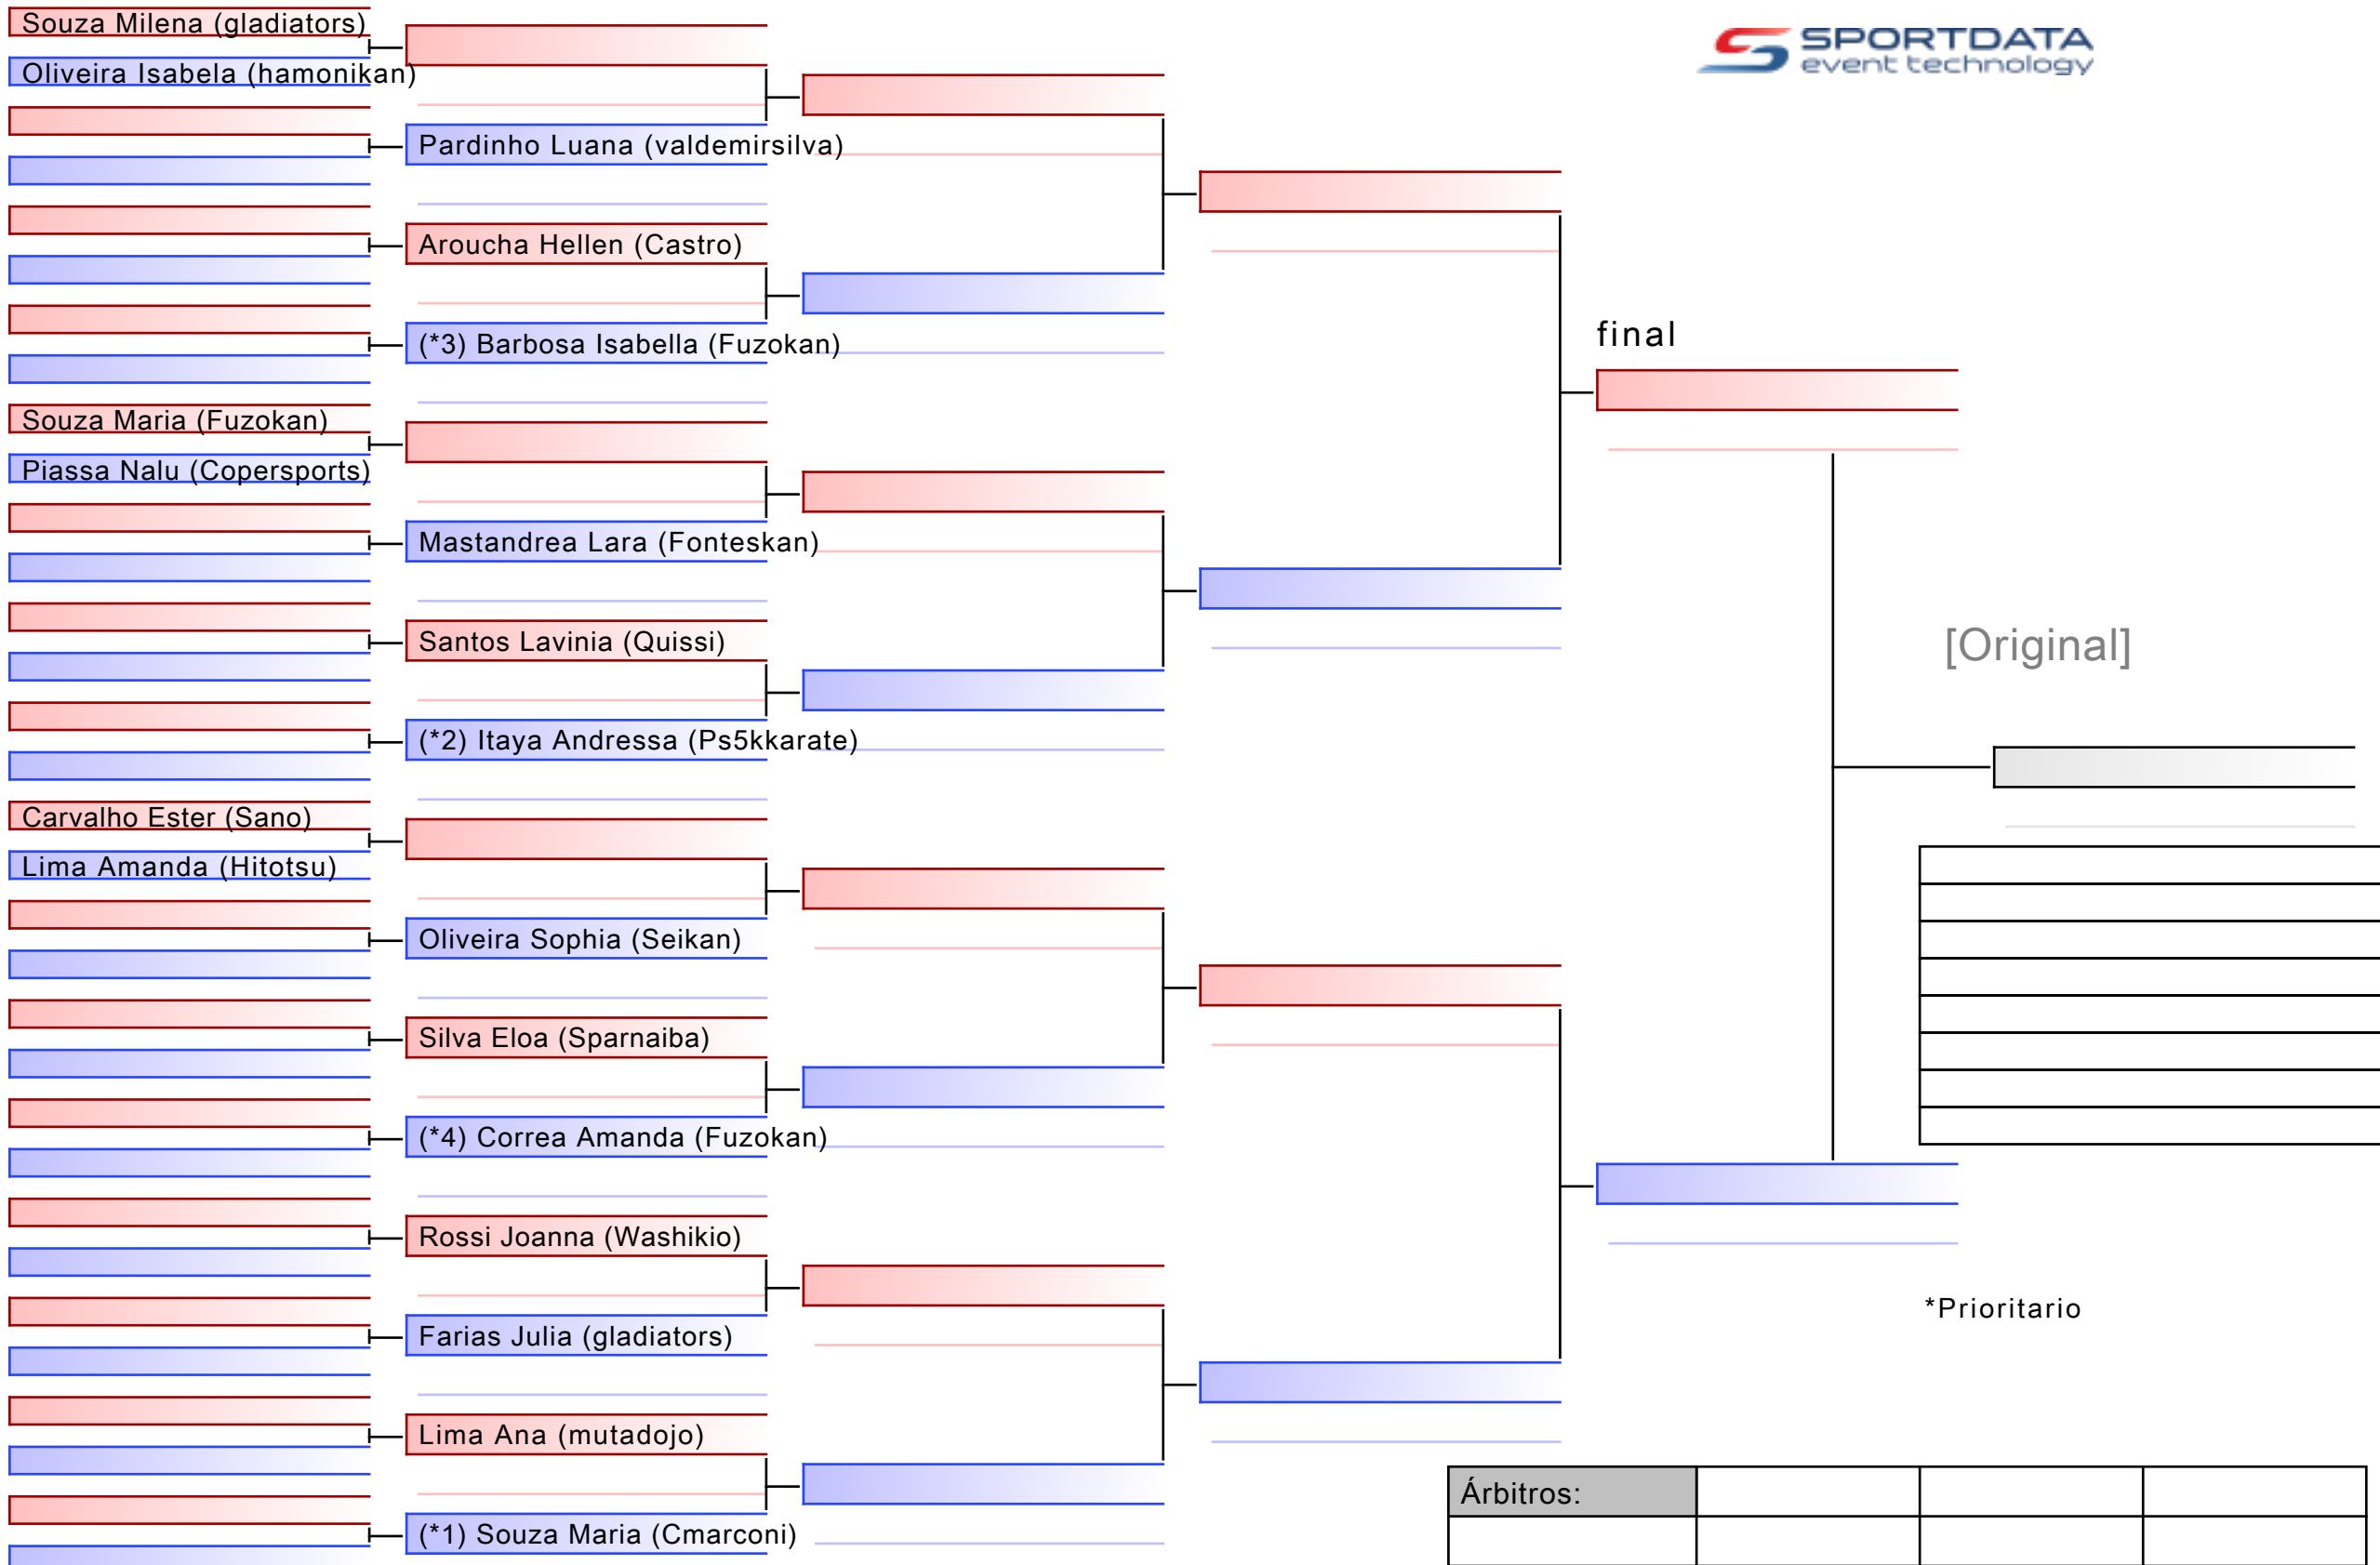 Souza Milena (gladiators)
Oliveira Isabela (hamonikan)
Souza Maria (Fuzokan)
Piassa Nalu (Copersports)
Carvalho Ester (Sano)
Lima Amanda (Hitotsu)
Pardinho Luana (valdemirsilva)
Aroucha Hellen (Castro)
(*3) Barbosa Isabella (Fuzokan)
Mastandrea Lara (Fonteskan)
Santos Lavinia (Quissi)
(*2) Itaya Andressa (Ps5kkarate)
Oliveira Sophia (Seikan)
Silva Eloa (Sparnaiba)
(*4) Correa Amanda (Fuzokan)
Rossi Joanna (Washikio)
Farias Julia (gladiators)
Lima Ana (mutadojo)
(*1) Souza Maria (Cmarconi)
SPORTDATA
event technology
final
[Original]
*Prioritario
Árbitros: